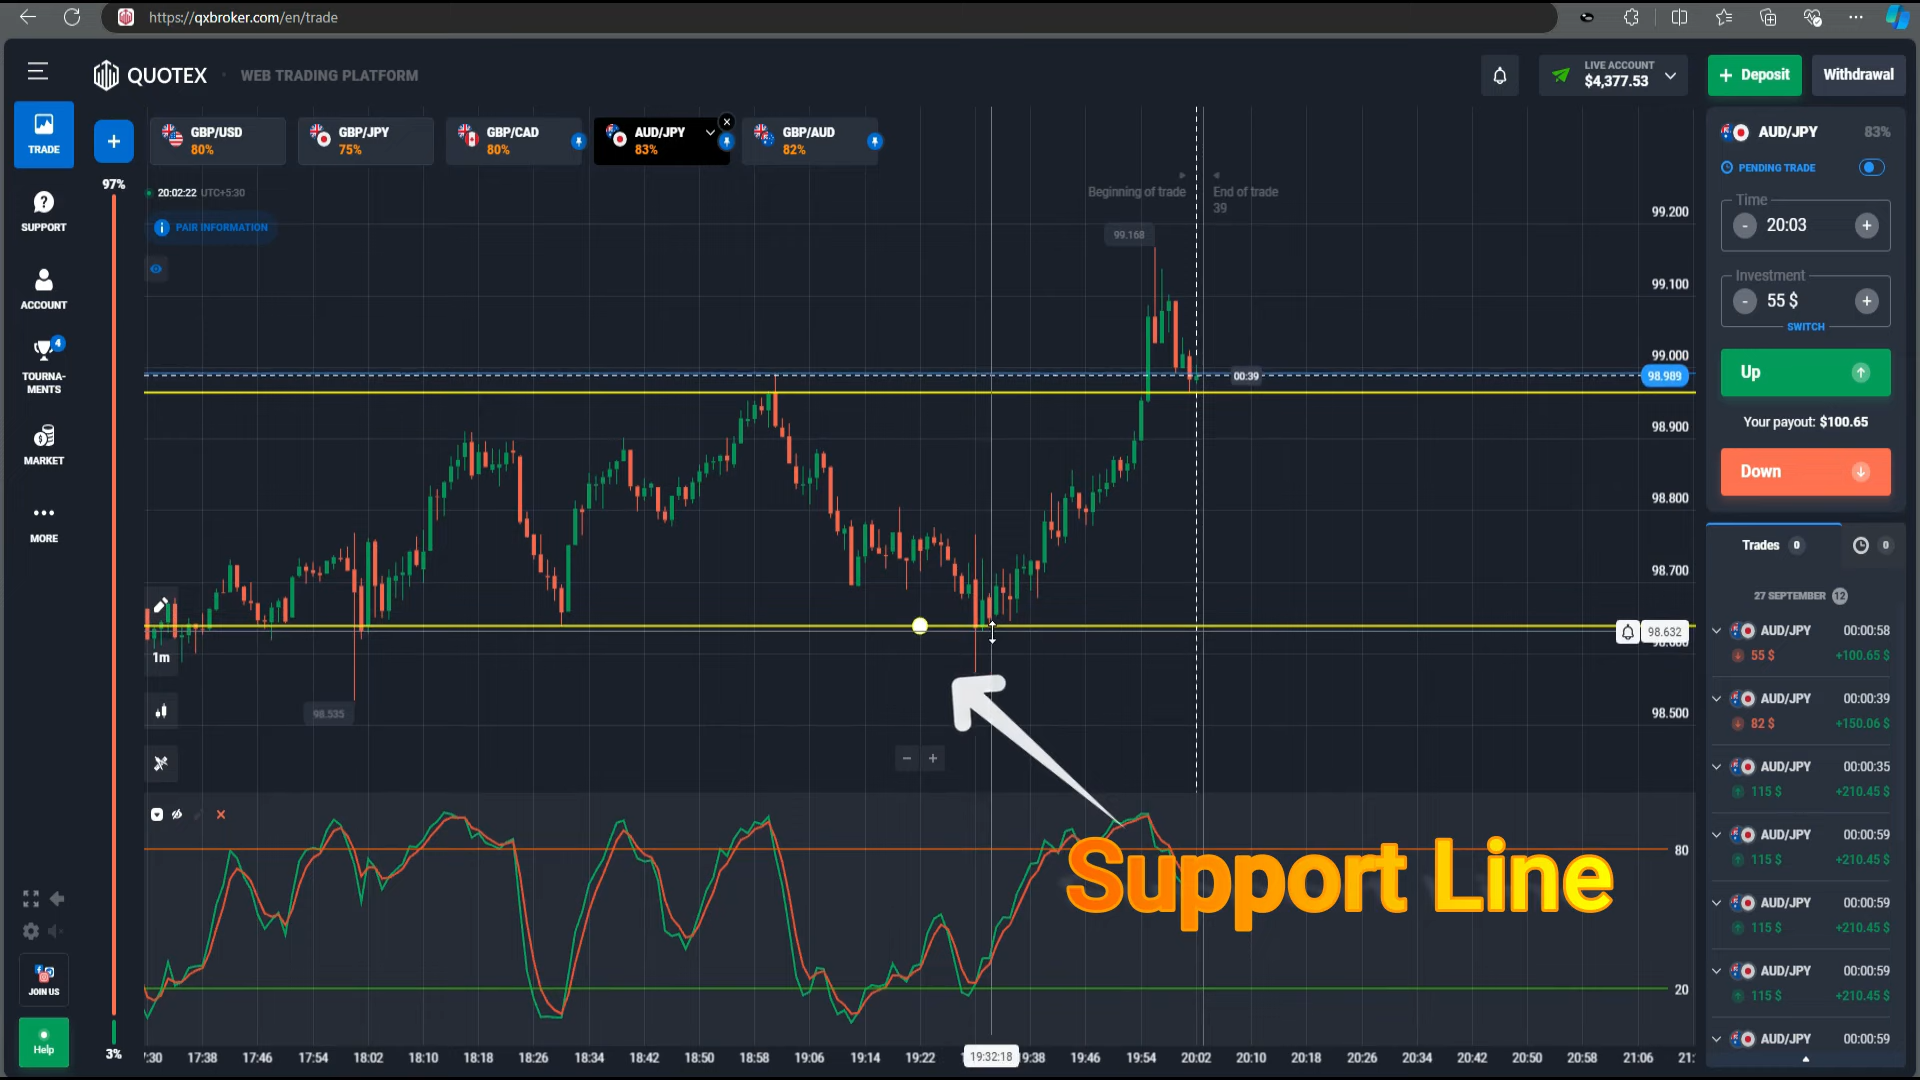 https://qxbroker.com/en/trade
QUOTEX
WEB TRADING PLATFORM
LIVE ACCOUNT
$4,377.53
+ Deposit
Withdrawal
TRADE
SUPPORT
ACCOUNT
4
TOURNA-
MENTS
MARKET
MORE
JOIN US
Help
+
97%
3%
GBP/USD
80%
GBP/JPY
75%
GBP/CAD
80%
AUD/JPY
83%
GBP/AUD
82%
20:02:22 UTC+5:30
PAIR INFORMATION
Beginning of trade
End of trade
39
99.168
98.535
00:39
1m
99.200
99.100
99.000
98.989
98.900
98.800
98.700
98.632
98.500
80
20
Support Line
:30 17:38 17:46 17:54 18:02 18:10 18:18 18:26 18:34 18:42 18:50 18:58 19:06 19:14 19:22 19:32:18 19:38 19:46 19:54 20:02 20:10 20:18 20:26 20:34 20:42 20:50 20:58 21:06 21:
AUD/JPY 83%
PENDING TRADE
Time
- 20:03 +
Investment
- 55 $ +
SWITCH
Up
Your payout: $100.65
Down
Trades 0
0
27 SEPTEMBER 12
AUD/JPY 00:00:58
55 $ +100.65 $
AUD/JPY 00:00:39
82 $ +150.06 $
AUD/JPY 00:00:35
115 $ +210.45 $
AUD/JPY 00:00:59
115 $ +210.45 $
AUD/JPY 00:00:59
115 $ +210.45 $
AUD/JPY 00:00:59
115 $ +210.45 $
AUD/JPY 00:00:59